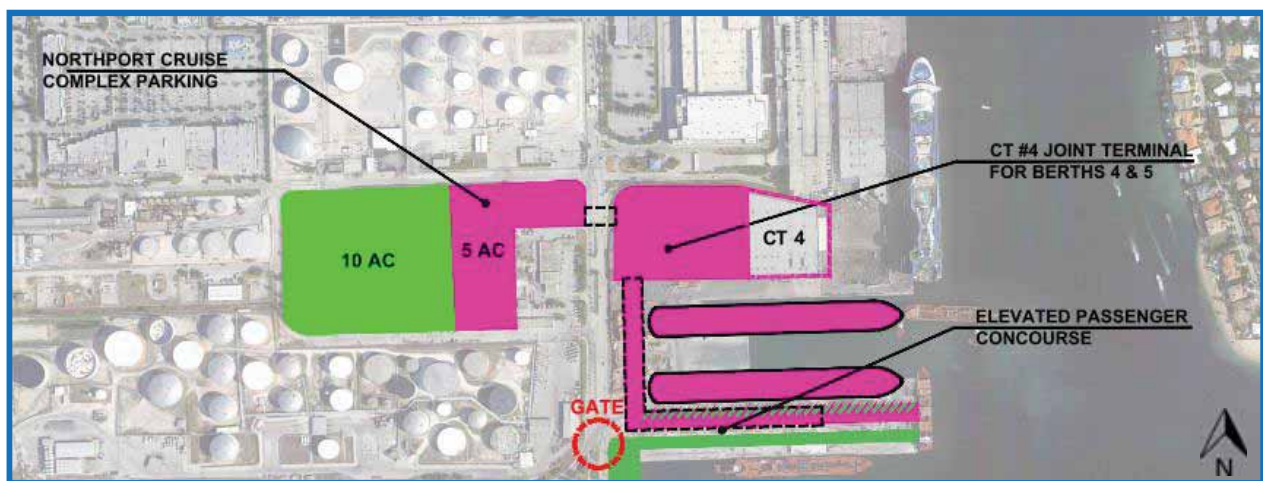 NORTHPORT CRUISE
COMPLEX PARKING
CT #4 JOINT TERMINAL
FOR BERTHS 4 & 5
10 AC
5 AC
CT 4
ELEVATED PASSENGER
CONCOURSE
GATE
N